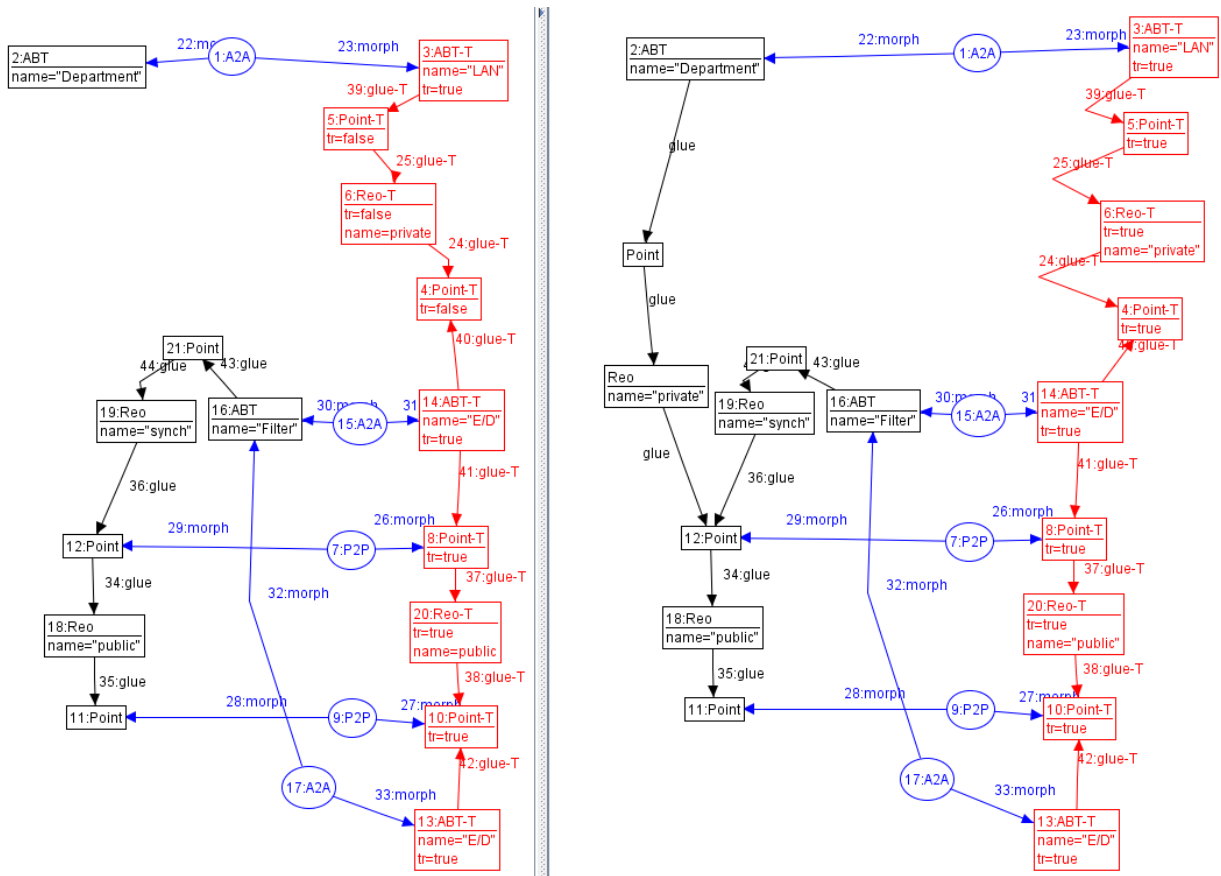 2:ABT
name="Department"
22:morph
1:A2A
23:morph
3:ABT-T
name="LAN"
tr=true
39:glue-T
5:Point-T
tr=false
25:glue-T
6:Reo-T
tr=false
name=private
24:glue-T
4:Point-T
tr=false
40:glue-T
21:Point
44:glue
43:glue
19:Reo
name="synch"
16:ABT
name="Filter"
30:morph
15:A2A
31
14:ABT-T
name="E/D"
tr=true
41:glue-T
36:glue
29:morph
26:morph
12:Point
7:P2P
8:Point-T
tr=true
37:glue-T
34:glue
32:morph
18:Reo
name="public"
20:Reo-T
tr=true
name=public
35:glue
38:glue-T
28:morph
27:morph
11:Point
9:P2P
10:Point-T
tr=true
42:glue-T
17:A2A
33:morph
13:ABT-T
name="E/D"
tr=true
2:ABT
name="Department"
22:morph
1:A2A
23:morph
3:ABT-T
name="LAN"
tr=true
39:glue-T
5:Point-T
tr=true
glue
25:glue-T
6:Reo-T
tr=true
name="private"
Point
24:glue-T
glue
4:Point-T
tr=true
glue-T
21:Point
43:glue
Reo
name="private"
19:Reo
name="synch"
16:ABT
name="Filter"
30:morph
15:A2A
31
14:ABT-T
name="E/D"
tr=true
glue
36:glue
41:glue-T
29:morph
26:morph
12:Point
7:P2P
8:Point-T
tr=true
37:glue-T
34:glue
32:morph
18:Reo
name="public"
20:Reo-T
tr=true
name="public"
35:glue
38:glue-T
28:morph
27:morph
11:Point
9:P2P
10:Point-T
tr=true
42:glue-T
17:A2A
33:morph
13:ABT-T
name="E/D"
tr=true